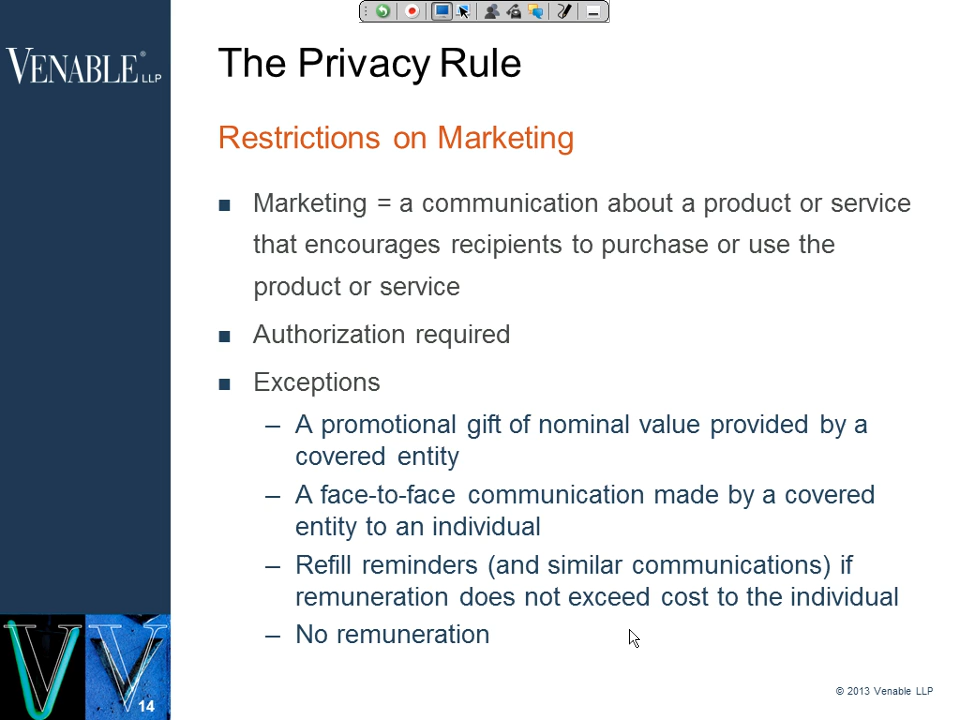 VENABLE® LLP
The Privacy Rule
Restrictions on Marketing
Marketing = a communication about a product or service
that encourages recipients to purchase or use the
product or service
Authorization required
Exceptions
– A promotional gift of nominal value provided by a
covered entity
– A face-to-face communication made by a covered
entity to an individual
– Refill reminders (and similar communications) if
remuneration does not exceed cost to the individual
– No remuneration
V V
14
© 2013 Venable LLP